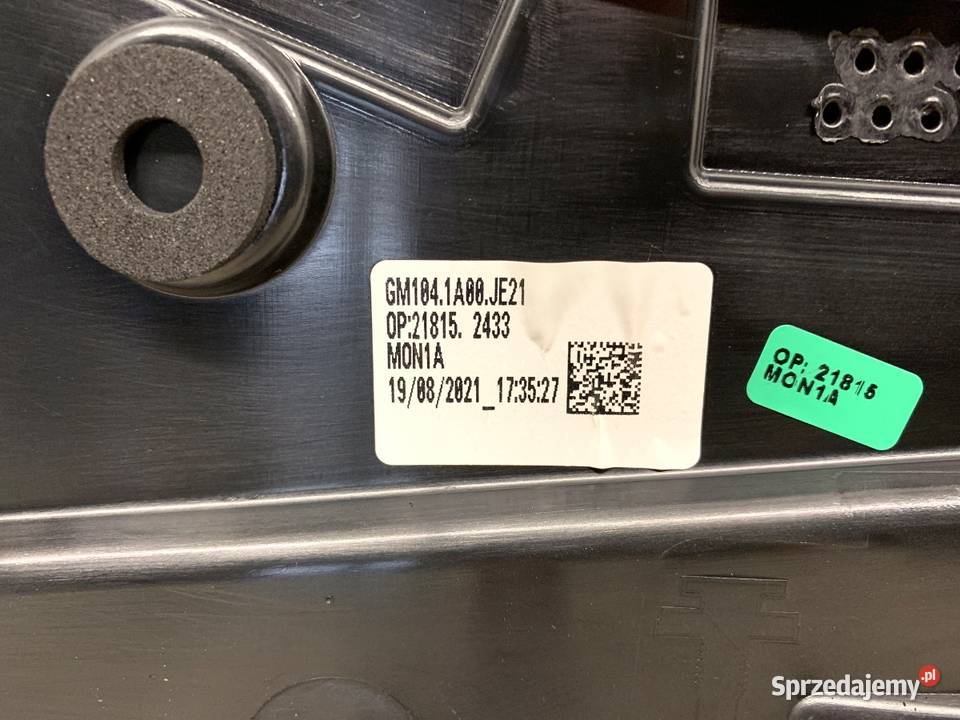 GM104.1A00.JE21
OP:21815. 2433
MON1A
19/08/2021_17:35:27
OP: 21815
MON1A
Sprzedajemy.pl